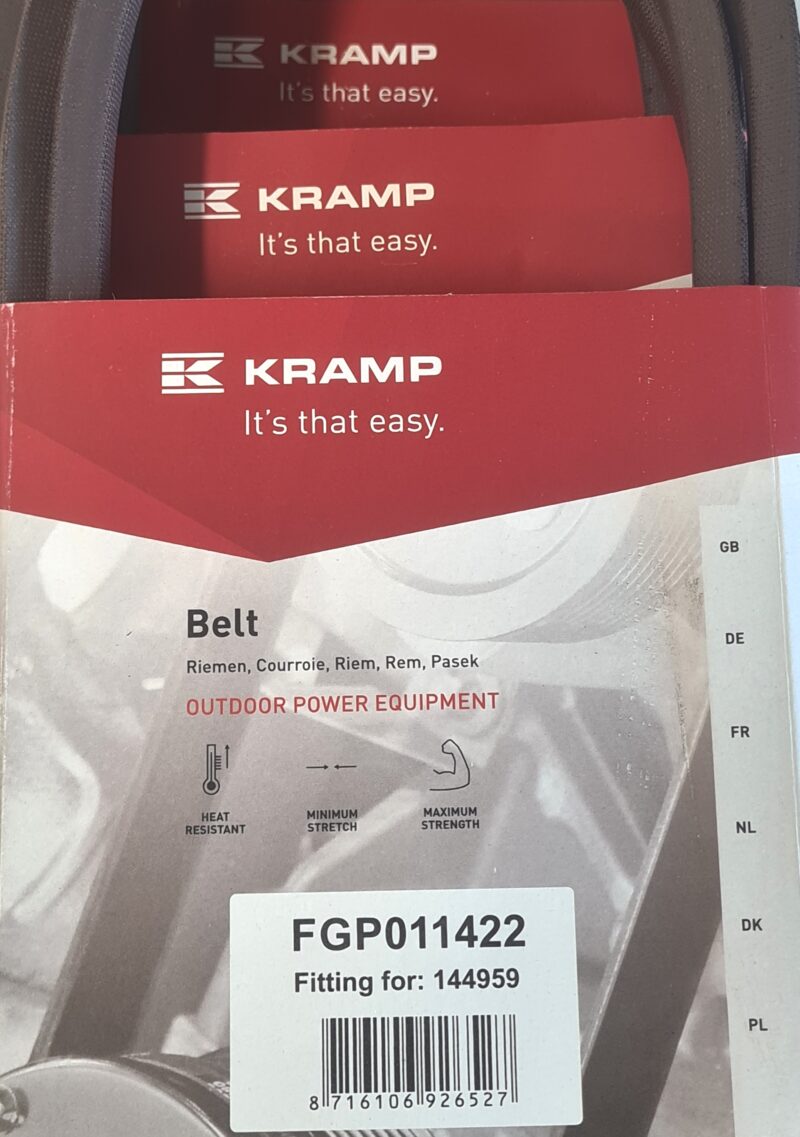 KRAMP
It's that easy.
KRAMP
It's that easy.
KRAMP
It's that easy.
GB
Belt
DE
Riemen, Courroie, Riem, Rem, Pasek
OUTDOOR POWER EQUIPMENT
FR
HEAT RESISTANT
MINIMUM STRETCH
MAXIMUM STRENGTH
NL
FGP011422
DK
Fitting for: 144959
PL
8 716106 926527